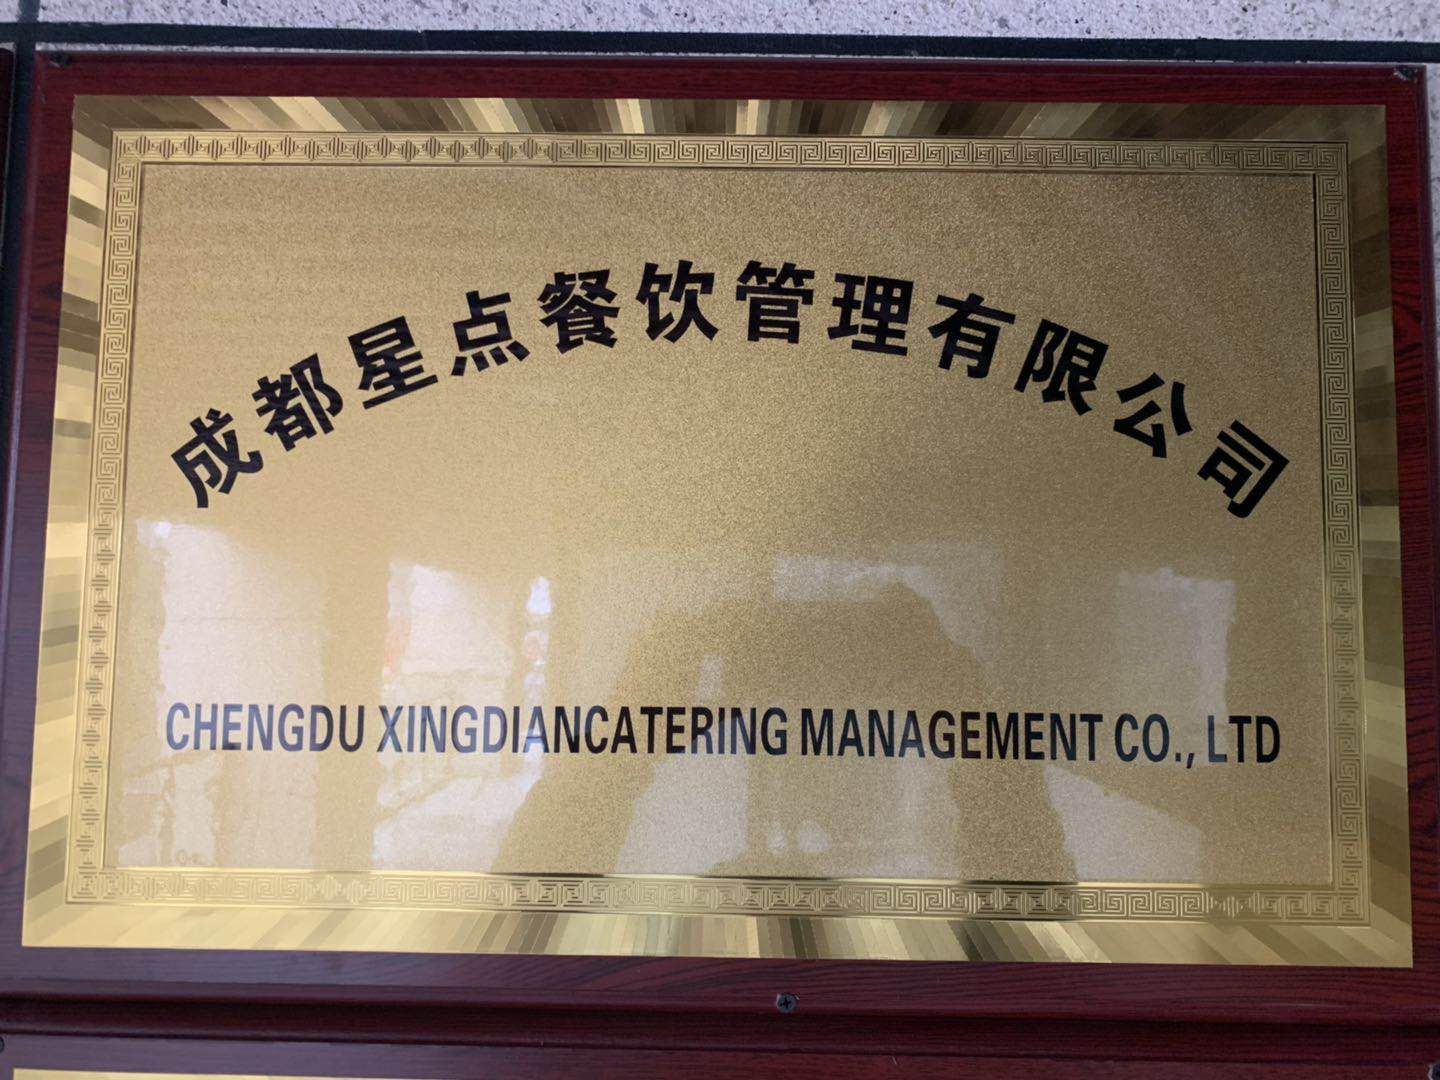 成都星点餐饮管理有限公司
CHENGDU XINGDIANCATERING MANAGEMENT CO., LTD